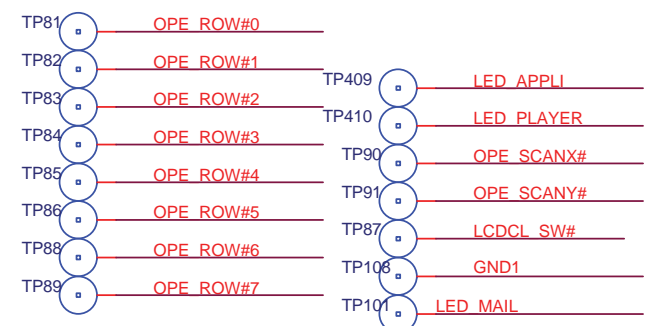 TP81 OPE_ROW#0
TP82 OPE_ROW#1
TP83 OPE_ROW#2
TP84 OPE_ROW#3
TP85 OPE_ROW#4
TP86 OPE_ROW#5
TP88 OPE_ROW#6
TP89 OPE_ROW#7
TP409 LED_APPLI
TP410 LED_PLAYER
TP90 OPE_SCANX#
TP91 OPE_SCANY#
TP87 LCDCL_SW#
TP108 GND1
TP101 LED_MAIL